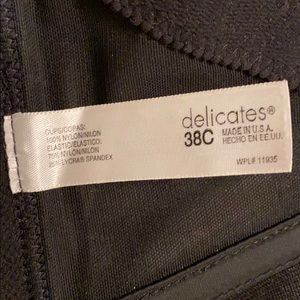 CUPS/COPAS:
100% NYLON/NILON
ELASTIC/ELASTICO:
75% NYLON/NILON
25% LYCRA® SPANDEX
delicates®
38C
MADE IN U.S.A.
HECHO EN EE.UU.
WPL# 11935